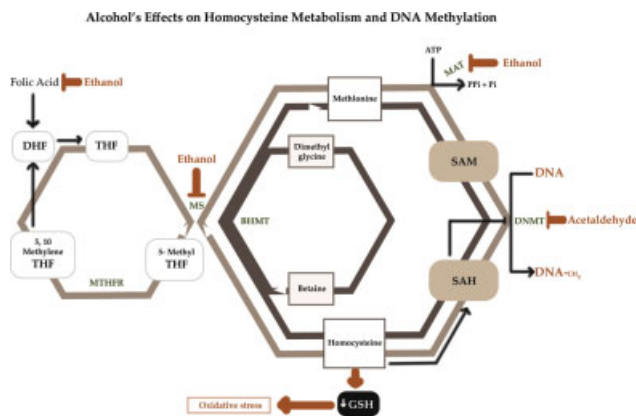 Alcohol's Effects on Homocysteine Metabolism and DNA Methylation
ATP
MAT
Ethanol
PPi + Pi
Folic Acid
Ethanol
Methionine
DHF
THF
Ethanol
MS
Dimethyl
glycine
SAM
DNA
BHMT
DNMT
Acetaldehyde
5, 10
Methylene
THF
5- Methyl
THF
MTHFR
Betaine
SAH
DNA-CH₃
Homocysteine
Oxidative stress
↓GSH